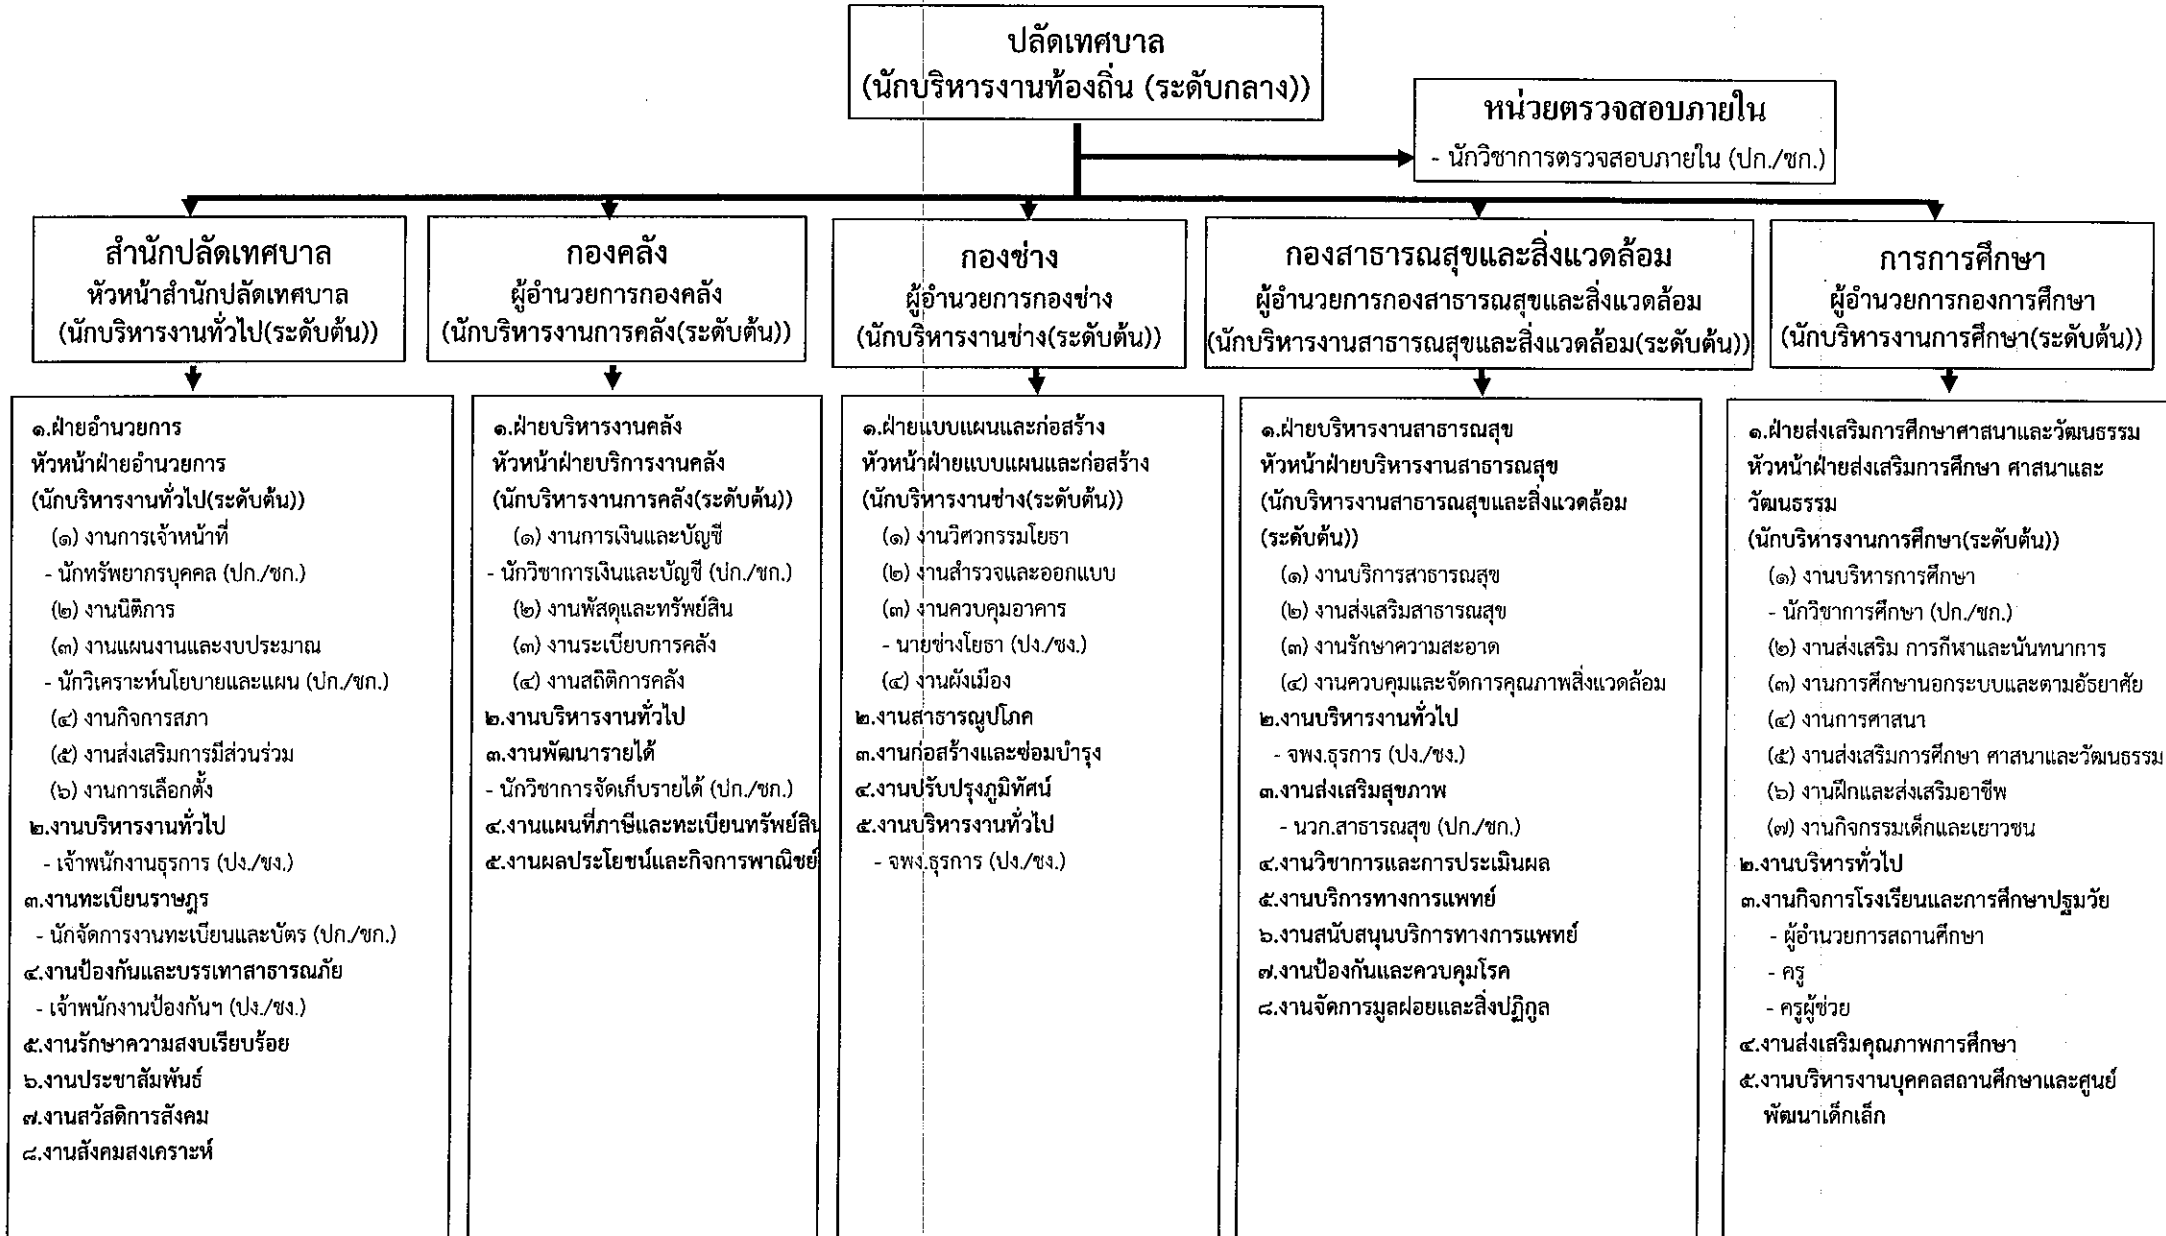 ปลัดเทศบาล
(นักบริหารงานท้องถิ่น (ระดับกลาง))
หน่วยตรวจสอบภายใน
- นักวิชาการตรวจสอบภายใน (ปก./ชก.)
สำนักปลัดเทศบาล
หัวหน้าสำนักปลัดเทศบาล
(นักบริหารงานทั่วไป(ระดับต้น))
กองคลัง
ผู้อำนวยการกองคลัง
(นักบริหารงานการคลัง(ระดับต้น))
กองช่าง
ผู้อำนวยการกองช่าง
(นักบริหารงานช่าง(ระดับต้น))
กองสาธารณสุขและสิ่งแวดล้อม
ผู้อำนวยการกองสาธารณสุขและสิ่งแวดล้อม
(นักบริหารงานสาธารณสุขและสิ่งแวดล้อม(ระดับต้น))
การการศึกษา
ผู้อำนวยการกองการศึกษา
(นักบริหารงานการศึกษา(ระดับต้น))
๑.ฝ่ายอำนวยการ
หัวหน้าฝ่ายอำนวยการ
(นักบริหารงานทั่วไป(ระดับต้น))
(๑) งานการเจ้าหน้าที่
- นักทรัพยากรบุคคล (ปก./ชก.)
(๒) งานนิติการ
(๓) งานแผนงานและงบประมาณ
- นักวิเคราะห์นโยบายและแผน (ปก./ชก.)
(๔) งานกิจการสภา
(๕) งานส่งเสริมการมีส่วนร่วม
(๖) งานการเลือกตั้ง
๒.งานบริหารงานทั่วไป
- เจ้าพนักงานธุรการ (ปง./ชง.)
๓.งานทะเบียนราษฎร
- นักจัดการงานทะเบียนและบัตร (ปก./ชก.)
๔.งานป้องกันและบรรเทาสาธารณภัย
- เจ้าพนักงานป้องกันฯ (ปง./ชง.)
๕.งานรักษาความสงบเรียบร้อย
๖.งานประชาสัมพันธ์
๗.งานสวัสดิการสังคม
๘.งานสังคมสงเคราะห์
๑.ฝ่ายบริหารงานคลัง
หัวหน้าฝ่ายบริการงานคลัง
(นักบริหารงานการคลัง(ระดับต้น))
(๑) งานการเงินและบัญชี
- นักวิชาการเงินและบัญชี (ปก./ชก.)
(๒) งานพัสดุและทรัพย์สิน
(๓) งานระเบียบการคลัง
(๔) งานสถิติการคลัง
๒.งานบริหารงานทั่วไป
๓.งานพัฒนารายได้
- นักวิชาการจัดเก็บรายได้ (ปก./ชก.)
๔.งานแผนที่ภาษีและทะเบียนทรัพย์สิน
๕.งานผลประโยชน์และกิจการพาณิชย์
๑.ฝ่ายแบบแผนและก่อสร้าง
หัวหน้าฝ่ายแบบแผนและก่อสร้าง
(นักบริหารงานช่าง(ระดับต้น))
(๑) งานวิศวกรรมโยธา
(๒) งานสำรวจและออกแบบ
(๓) งานควบคุมอาคาร
- นายช่างโยธา (ปง./ชง.)
(๔) งานผังเมือง
๒.งานสาธารณูปโภค
๓.งานก่อสร้างและซ่อมบำรุง
๔.งานปรับปรุงภูมิทัศน์
๕.งานบริหารงานทั่วไป
- จพง.ธุรการ (ปง./ชง.)
๑.ฝ่ายบริหารงานสาธารณสุข
หัวหน้าฝ่ายบริหารงานสาธารณสุข
(นักบริหารงานสาธารณสุขและสิ่งแวดล้อม
(ระดับต้น))
(๑) งานบริการสาธารณสุข
(๒) งานส่งเสริมสาธารณสุข
(๓) งานรักษาความสะอาด
(๔) งานควบคุมและจัดการคุณภาพสิ่งแวดล้อม
๒.งานบริหารงานทั่วไป
- จพง.ธุรการ (ปง./ชง.)
๓.งานส่งเสริมสุขภาพ
- นวก.สาธารณสุข (ปก./ชก.)
๔.งานวิชาการและการประเมินผล
๕.งานบริการทางการแพทย์
๖.งานสนับสนุนบริการทางการแพทย์
๗.งานป้องกันและควบคุมโรค
๘.งานจัดการมูลฝอยและสิ่งปฏิกูล
๑.ฝ่ายส่งเสริมการศึกษาศาสนาและวัฒนธรรม
หัวหน้าฝ่ายส่งเสริมการศึกษา ศาสนาและ
วัฒนธรรม
(นักบริหารงานการศึกษา(ระดับต้น))
(๑) งานบริหารการศึกษา
- นักวิชาการศึกษา (ปก./ชก.)
(๒) งานส่งเสริม การกีฬาและนันทนาการ
(๓) งานการศึกษานอกระบบและตามอัธยาศัย
(๔) งานการศาสนา
(๕) งานส่งเสริมการศึกษา ศาสนาและวัฒนธรรม
(๖) งานฝึกและส่งเสริมอาชีพ
(๗) งานกิจกรรมเด็กและเยาวชน
๒.งานบริหารทั่วไป
๓.งานกิจการโรงเรียนและการศึกษาปฐมวัย
- ผู้อำนวยการสถานศึกษา
- ครู
- ครูผู้ช่วย
๔.งานส่งเสริมคุณภาพการศึกษา
๕.งานบริหารงานบุคคลสถานศึกษาและศูนย์
พัฒนาเด็กเล็ก